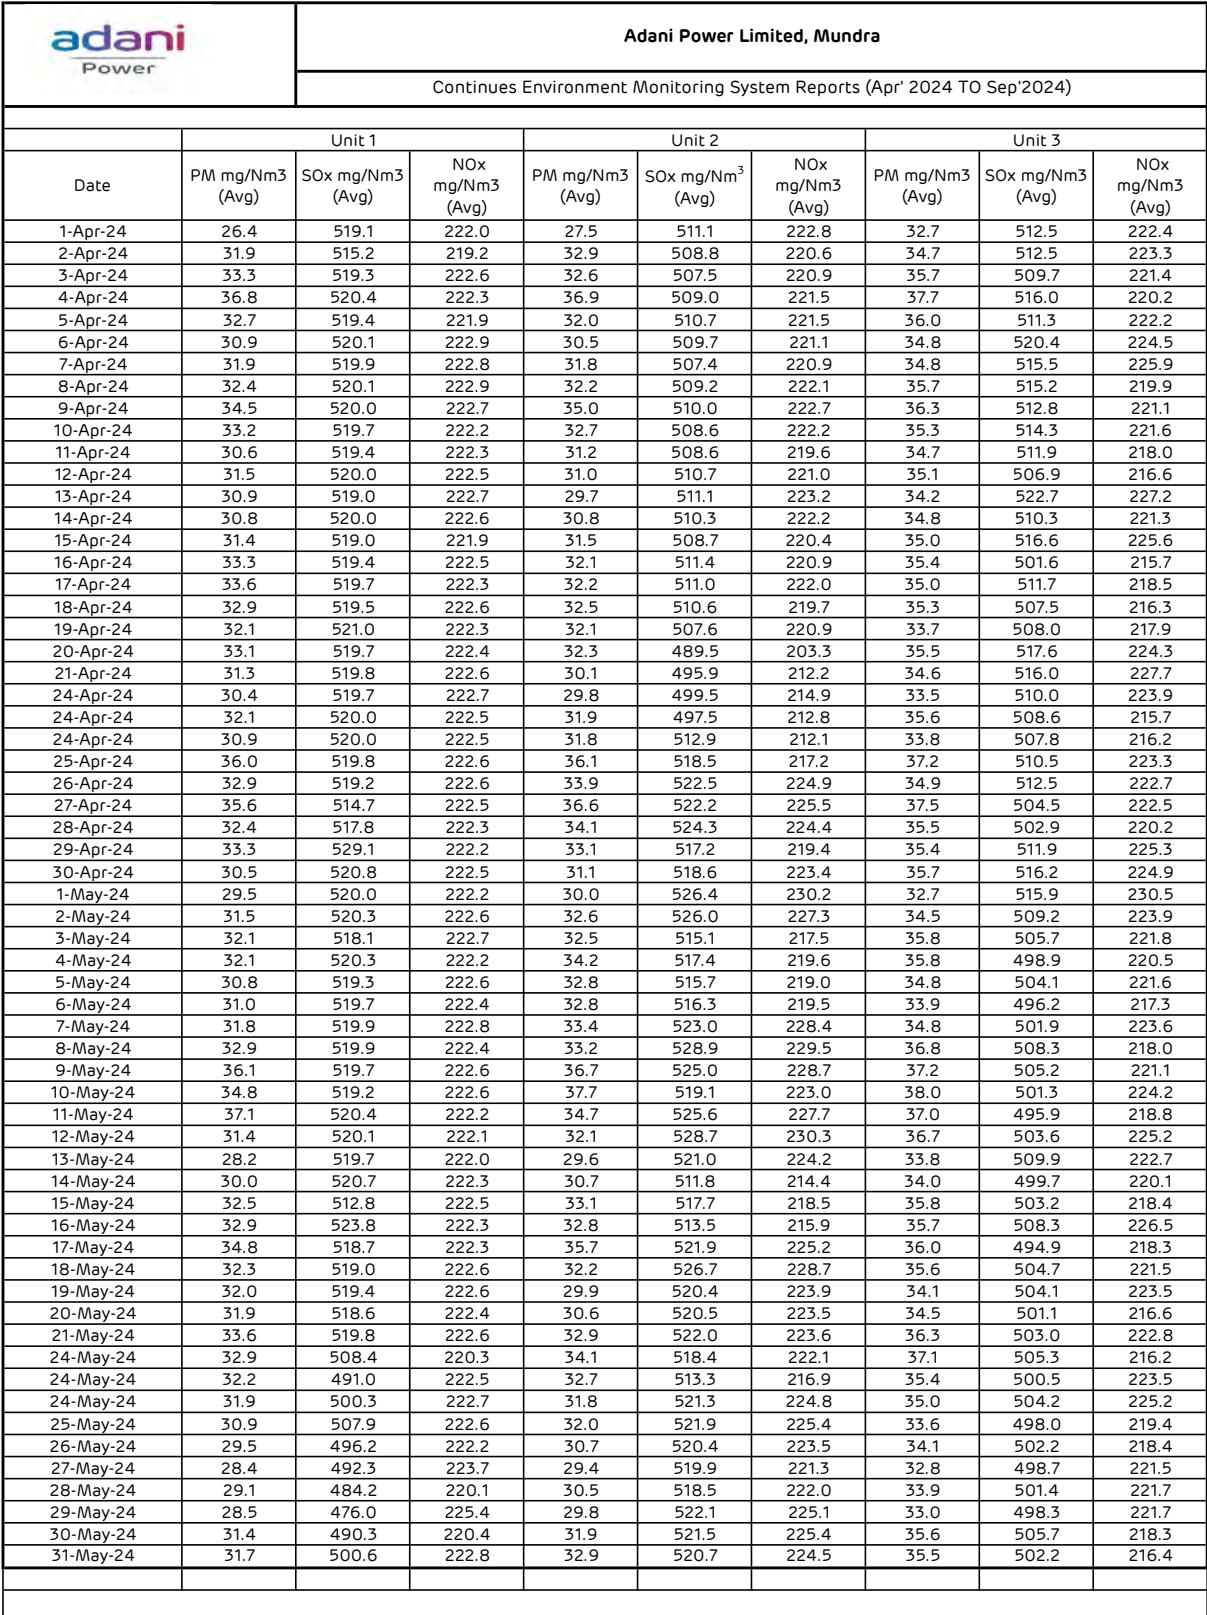 adani
Power
Adani Power Limited, Mundra
Continues Environment Monitoring System Reports (Apr' 2024 TO Sep'2024)
Unit 1 Unit 2 Unit 3
Date PM mg/Nm3 (Avg) SOx mg/Nm3 (Avg) NOx mg/Nm3 (Avg) PM mg/Nm3 (Avg) SOx mg/Nm3 (Avg) NOx mg/Nm3 (Avg) PM mg/Nm3 (Avg) SOx mg/Nm3 (Avg) NOx mg/Nm3 (Avg)
1-Apr-24 26.4 519.1 222.0 27.5 511.1 222.8 32.7 512.5 222.4
2-Apr-24 31.9 515.2 219.2 32.9 508.8 220.6 34.7 512.5 223.3
3-Apr-24 33.3 519.3 222.6 32.6 507.5 220.9 35.7 509.7 221.4
4-Apr-24 36.8 520.4 222.3 36.9 509.0 221.5 37.7 516.0 220.2
5-Apr-24 32.7 519.4 221.9 32.0 510.7 221.5 36.0 511.3 222.2
6-Apr-24 30.9 520.1 222.9 30.5 509.7 221.1 34.8 520.4 224.5
7-Apr-24 31.9 519.9 222.8 31.8 507.4 220.9 34.8 515.5 225.9
8-Apr-24 32.4 520.1 222.9 32.2 509.2 222.1 35.7 515.2 219.9
9-Apr-24 34.5 520.0 222.7 35.0 510.0 222.7 36.3 512.8 221.1
10-Apr-24 33.2 519.7 222.2 32.7 508.6 222.2 35.3 514.3 221.6
11-Apr-24 30.6 519.4 222.3 31.2 508.6 219.6 34.7 511.9 218.0
12-Apr-24 31.5 520.0 222.5 31.0 510.7 221.0 35.1 506.9 216.6
13-Apr-24 30.9 519.0 222.7 29.7 511.1 223.2 34.2 522.7 227.2
14-Apr-24 30.8 520.0 222.6 30.8 510.3 222.2 34.8 510.3 221.3
15-Apr-24 31.4 519.0 221.9 31.5 508.7 220.4 35.0 516.6 225.6
16-Apr-24 33.3 519.4 222.5 32.1 511.4 220.9 35.4 501.6 215.7
17-Apr-24 33.6 519.7 222.3 32.2 511.0 222.0 35.0 511.7 218.5
18-Apr-24 32.9 519.5 222.6 32.5 510.6 219.7 35.3 507.5 216.3
19-Apr-24 32.1 521.0 222.3 32.1 507.6 220.9 33.7 508.0 217.9
20-Apr-24 33.1 519.7 222.4 32.3 489.5 203.3 35.5 517.6 224.3
21-Apr-24 31.3 519.8 222.6 30.1 495.9 212.2 34.6 516.0 227.7
24-Apr-24 30.4 519.7 222.7 29.8 499.5 214.9 33.5 510.0 223.9
24-Apr-24 32.1 520.0 222.5 31.9 497.5 212.8 35.6 508.6 215.7
24-Apr-24 30.9 520.0 222.5 31.8 512.9 212.1 33.8 507.8 216.2
25-Apr-24 36.0 519.8 222.6 36.1 518.5 217.2 37.2 510.5 223.3
26-Apr-24 32.9 519.2 222.6 33.9 522.5 224.9 34.9 512.5 222.7
27-Apr-24 35.6 514.7 222.5 36.6 522.2 225.5 37.5 504.5 222.5
28-Apr-24 32.4 517.8 222.3 34.1 524.3 224.4 35.5 502.9 220.2
29-Apr-24 33.3 529.1 222.2 33.1 517.2 219.4 35.4 511.9 225.3
30-Apr-24 30.5 520.8 222.5 31.1 518.6 223.4 35.7 516.2 224.9
1-May-24 29.5 520.0 222.2 30.0 526.4 230.2 32.7 515.9 230.5
2-May-24 31.5 520.3 222.6 32.6 526.0 227.3 34.5 509.2 223.9
3-May-24 32.1 518.1 222.7 32.5 515.1 217.5 35.8 505.7 221.8
4-May-24 32.1 520.3 222.2 34.2 517.4 219.6 35.8 498.9 220.5
5-May-24 30.8 519.3 222.6 32.8 515.7 219.0 34.8 504.1 221.6
6-May-24 31.0 519.7 222.4 32.8 516.3 219.5 33.9 496.2 217.3
7-May-24 31.8 519.9 222.8 33.4 523.0 228.4 34.8 501.9 223.6
8-May-24 32.9 519.9 222.4 33.2 528.9 229.5 36.8 508.3 218.0
9-May-24 36.1 519.7 222.6 36.7 525.0 228.7 37.2 505.2 221.1
10-May-24 34.8 519.2 222.6 37.7 519.1 223.0 38.0 501.3 224.2
11-May-24 37.1 520.4 222.2 34.7 525.6 227.7 37.0 495.9 218.8
12-May-24 31.4 520.1 222.1 32.1 528.7 230.3 36.7 503.6 225.2
13-May-24 28.2 519.7 222.0 29.6 521.0 224.2 33.8 509.9 222.7
14-May-24 30.0 520.7 222.3 30.7 511.8 214.4 34.0 499.7 220.1
15-May-24 32.5 512.8 222.5 33.1 517.7 218.5 35.8 503.2 218.4
16-May-24 32.9 523.8 222.3 32.8 513.5 215.9 35.7 508.3 226.5
17-May-24 34.8 518.7 222.3 35.7 521.9 225.2 36.0 494.9 218.3
18-May-24 32.3 519.0 222.6 32.2 526.7 228.7 35.6 504.7 221.5
19-May-24 32.0 519.4 222.6 29.9 520.4 223.9 34.1 504.1 223.5
20-May-24 31.9 518.6 222.4 30.6 520.5 223.5 34.5 501.1 216.6
21-May-24 33.6 519.8 222.6 32.9 522.0 223.6 36.3 503.0 222.8
24-May-24 32.9 508.4 220.3 34.1 518.4 222.1 37.1 505.3 216.2
24-May-24 32.2 491.0 222.5 32.7 513.3 216.9 35.4 500.5 223.5
24-May-24 31.9 500.3 222.7 31.8 521.3 224.8 35.0 504.2 225.2
25-May-24 30.9 507.9 222.6 32.0 521.9 225.4 33.6 498.0 219.4
26-May-24 29.5 496.2 222.2 30.7 520.4 223.5 34.1 502.2 218.4
27-May-24 28.4 492.3 223.7 29.4 519.9 221.3 32.8 498.7 221.5
28-May-24 29.1 484.2 220.1 30.5 518.5 222.0 33.9 501.4 221.7
29-May-24 28.5 476.0 225.4 29.8 522.1 225.1 33.0 498.3 221.7
30-May-24 31.4 490.3 220.4 31.9 521.5 225.4 35.6 505.7 218.3
31-May-24 31.7 500.6 222.8 32.9 520.7 224.5 35.5 502.2 216.4